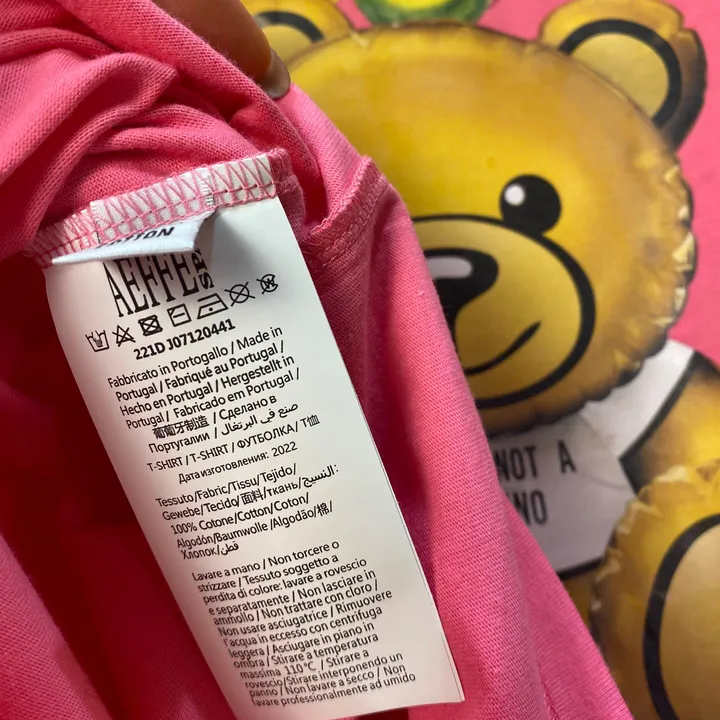 COTTON
AEFFE
SPA
221D J07120441
Fabbricato in Portogallo / Made in
Portugal / Fabriqué au Portugal /
Hecho en Portugal / Hergestellt in
Portugal / Fabricado em Portugal /
葡萄牙制造 / Сделано в
Португалии / صنع في البرتغال
T-SHIRT / T-SHIRT / ФУТБОЛКА / T恤
Дата изготовления: 2022
Tessuto/Fabric/Tissu/Tejido/
Gewebe/Tecido/面料/ткань/النسيج:
100% Cotone/Cotton/Coton/
Algodón/Baumwolle /Algodão/棉/
Хлопок/قطن
Lavare a mano / Non torcere o
strizzare / Tessuto soggetto a
perdita di colore: lavare a rovescio
e separatamente / Non lasciare in
ammollo / Non trattare con cloro /
Non usare asciugatrice / Rimuovere
l'acqua in eccesso con centrifuga
leggera / Asciugare in piano in
ombra / Stirare a temperatura
massima 110°C / Stirare a
rovescio/Stirare interponendo un
panno / Non lavare a secco / Non
lavare professionalmente ad umido
NOT A